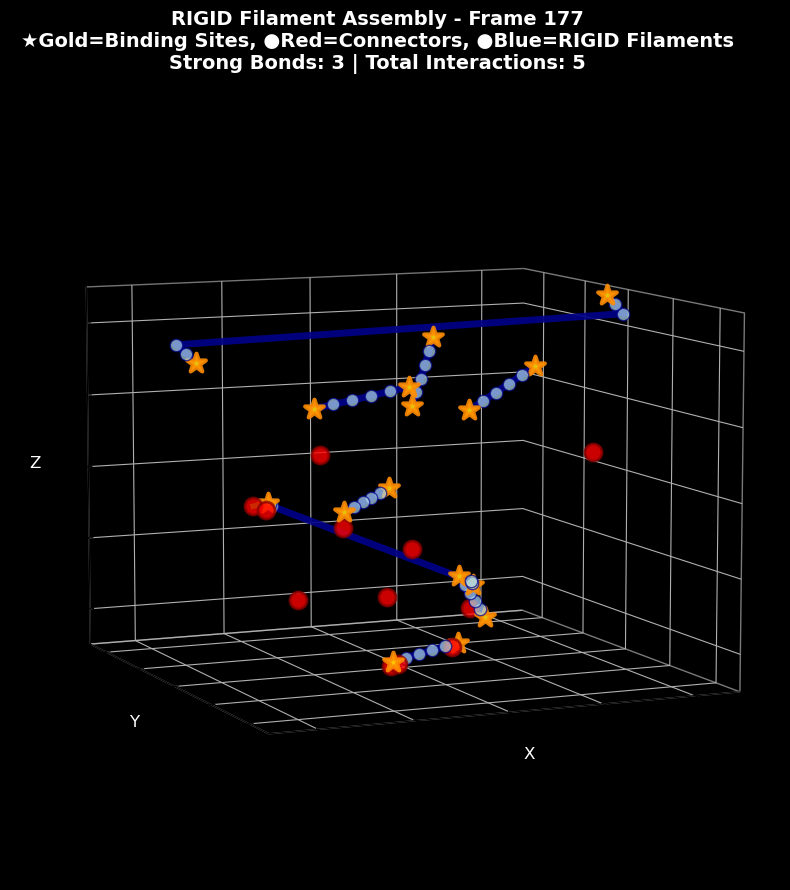 RIGID Filament Assembly - Frame 177
★Gold=Binding Sites, ●Red=Connectors, ●Blue=RIGID Filaments
Strong Bonds: 3 | Total Interactions: 5
Z
Y
X